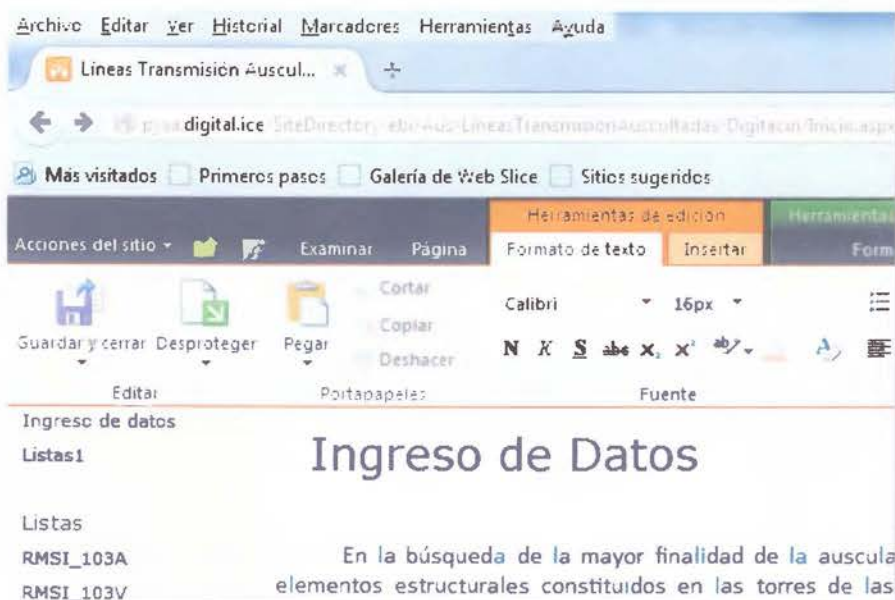 Archivo Editar Ver Historial Marcadores Herramientas Ayuda
Líneas Transmisión Auscul...
digital.ice
Más visitados Primeros pasos Galería de Web Slice Sitios sugeridos
Herramientas de edición Herramientas
Acciones del sitio Examinar Página Formato de texto Insertar Form
Cortar
Calibri 16px
Copiar
Guardar y cerrar Desproteger Pegar Deshacer N K S abc X, X² ab A
Editar Portapapeles Fuente
Ingreso de datos
Listas1
Ingreso de Datos
Listas
RMSI_103A
RMSI_103V
En la búsqueda de la mayor finalidad de la auscula
elementos estructurales constituidos en las torres de las